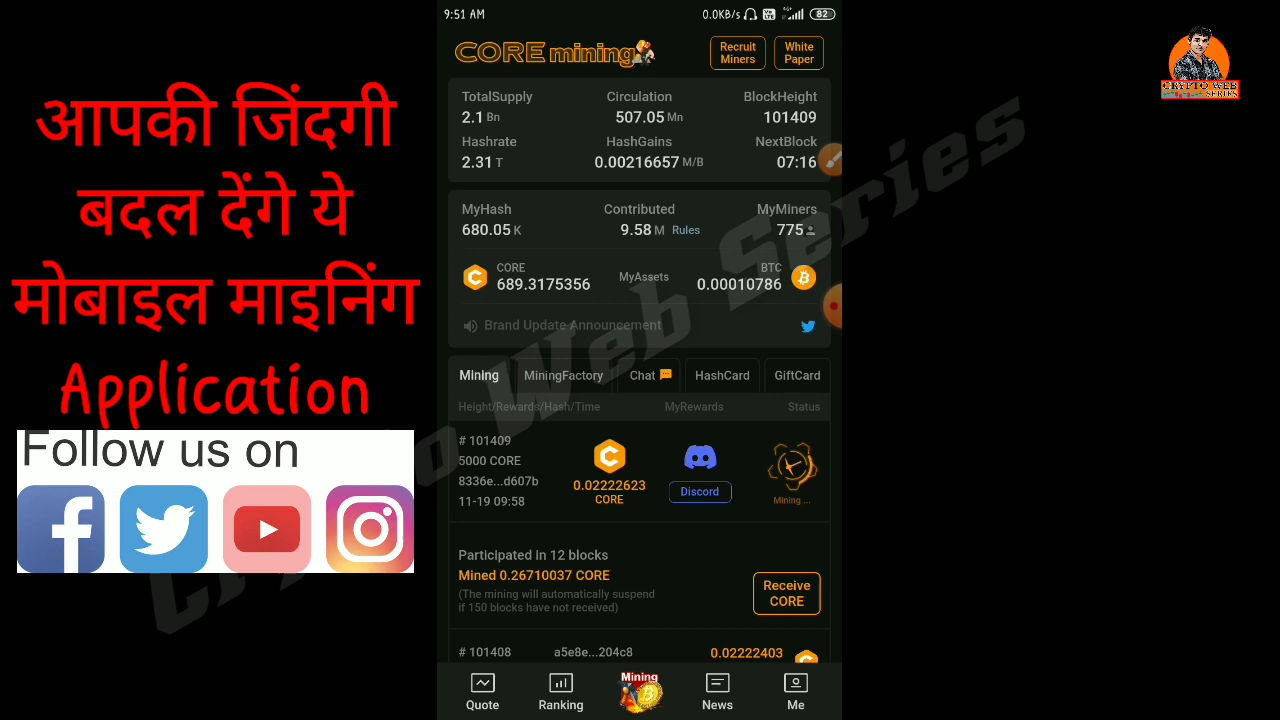 आपकी जिंदगी
बदल देंगे ये
मोबाइल माइनिंग
Application
Follow us on
9:51 AM
0.0KB/s
82
CORE mining
Recruit Miners
White Paper
TotalSupply Circulation BlockHeight
2.1 Bn 507.05 Mn 101409
Hashrate HashGains NextBlock
2.31 T 0.00216657 M/B 07:16
MyHash Contributed MyMiners
680.05 K 9.58 M Rules 775
CORE MyAssets BTC
689.3175356 0.00010786
Brand Update Announcement
Mining MiningFactory Chat HashCard GiftCard
Height/Rewards/Hash/Time MyRewards Status
# 101409
5000 CORE
8336e...d607b
11-19 09:58
0.02222623
CORE
Discord
Mining ...
Participated in 12 blocks
Mined 0.26710037 CORE
(The mining will automatically suspend
if 150 blocks have not received)
Receive
CORE
# 101408 a5e8e...204c8 0.02222403
Quote Ranking Mining News Me
CRYPTO WEB
SERIES
Crypto Web Series